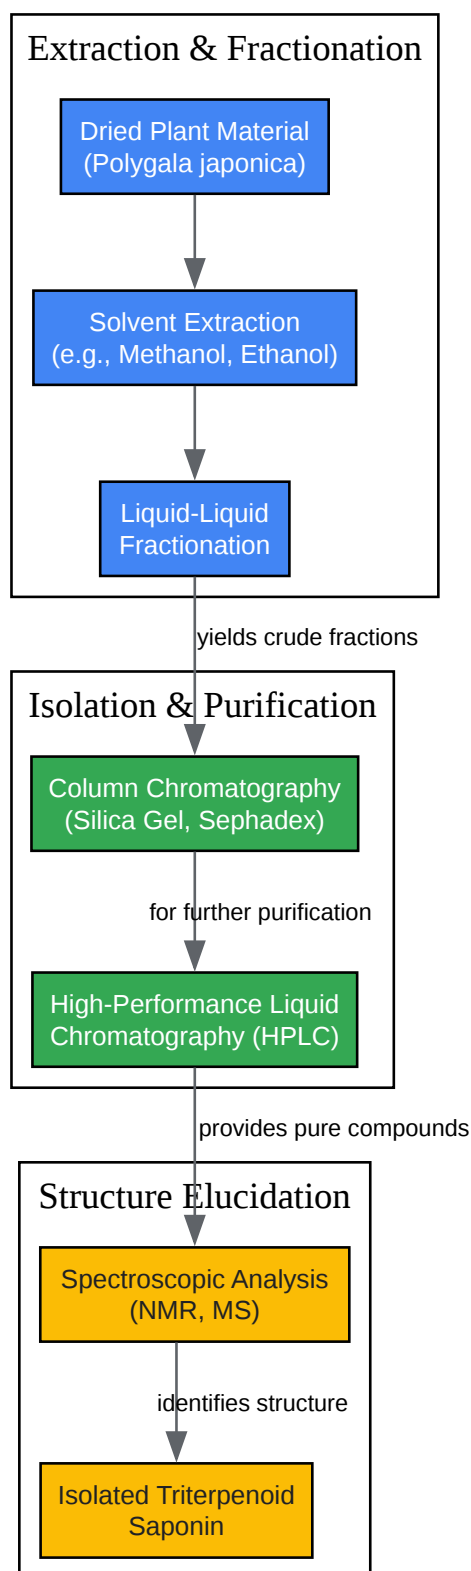 Extraction & Fractionation
Dried Plant Material
(Polygala japonica)
Solvent Extraction
(e.g., Methanol, Ethanol)
Liquid-Liquid
Fractionation
yields crude fractions
Isolation & Purification
Column Chromatography
(Silica Gel, Sephadex)
for further purification
High-Performance Liquid
Chromatography (HPLC)
provides pure compounds
Structure Elucidation
Spectroscopic Analysis
(NMR, MS)
identifies structure
Isolated Triterpenoid
Saponin